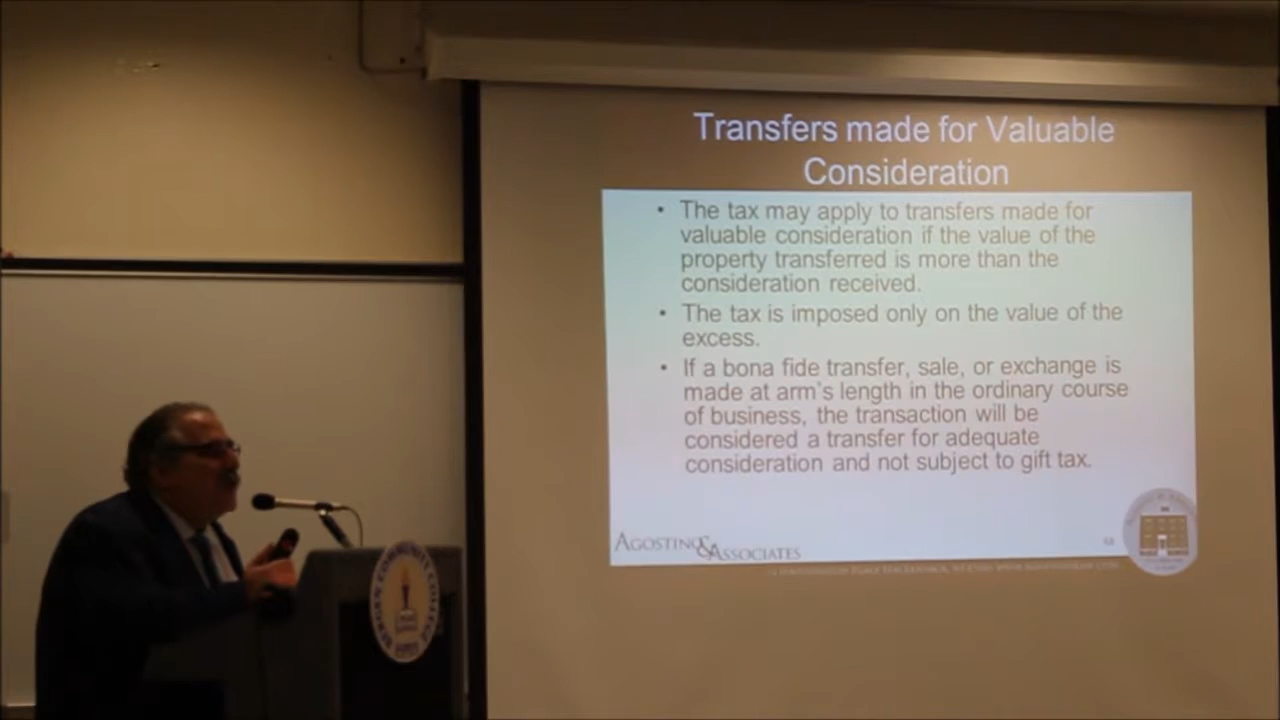 Transfers made for Valuable
Consideration
• The tax may apply to transfers made for
valuable consideration if the value of the
property transferred is more than the
consideration received.
• The tax is imposed only on the value of the
excess.
• If a bona fide transfer, sale, or exchange is
made at arm's length in the ordinary course
of business, the transaction will be
considered a transfer for adequate
consideration and not subject to gift tax.
AGOSTINO & ASSOCIATES
BERGEN COMMUNITY COLLEGE